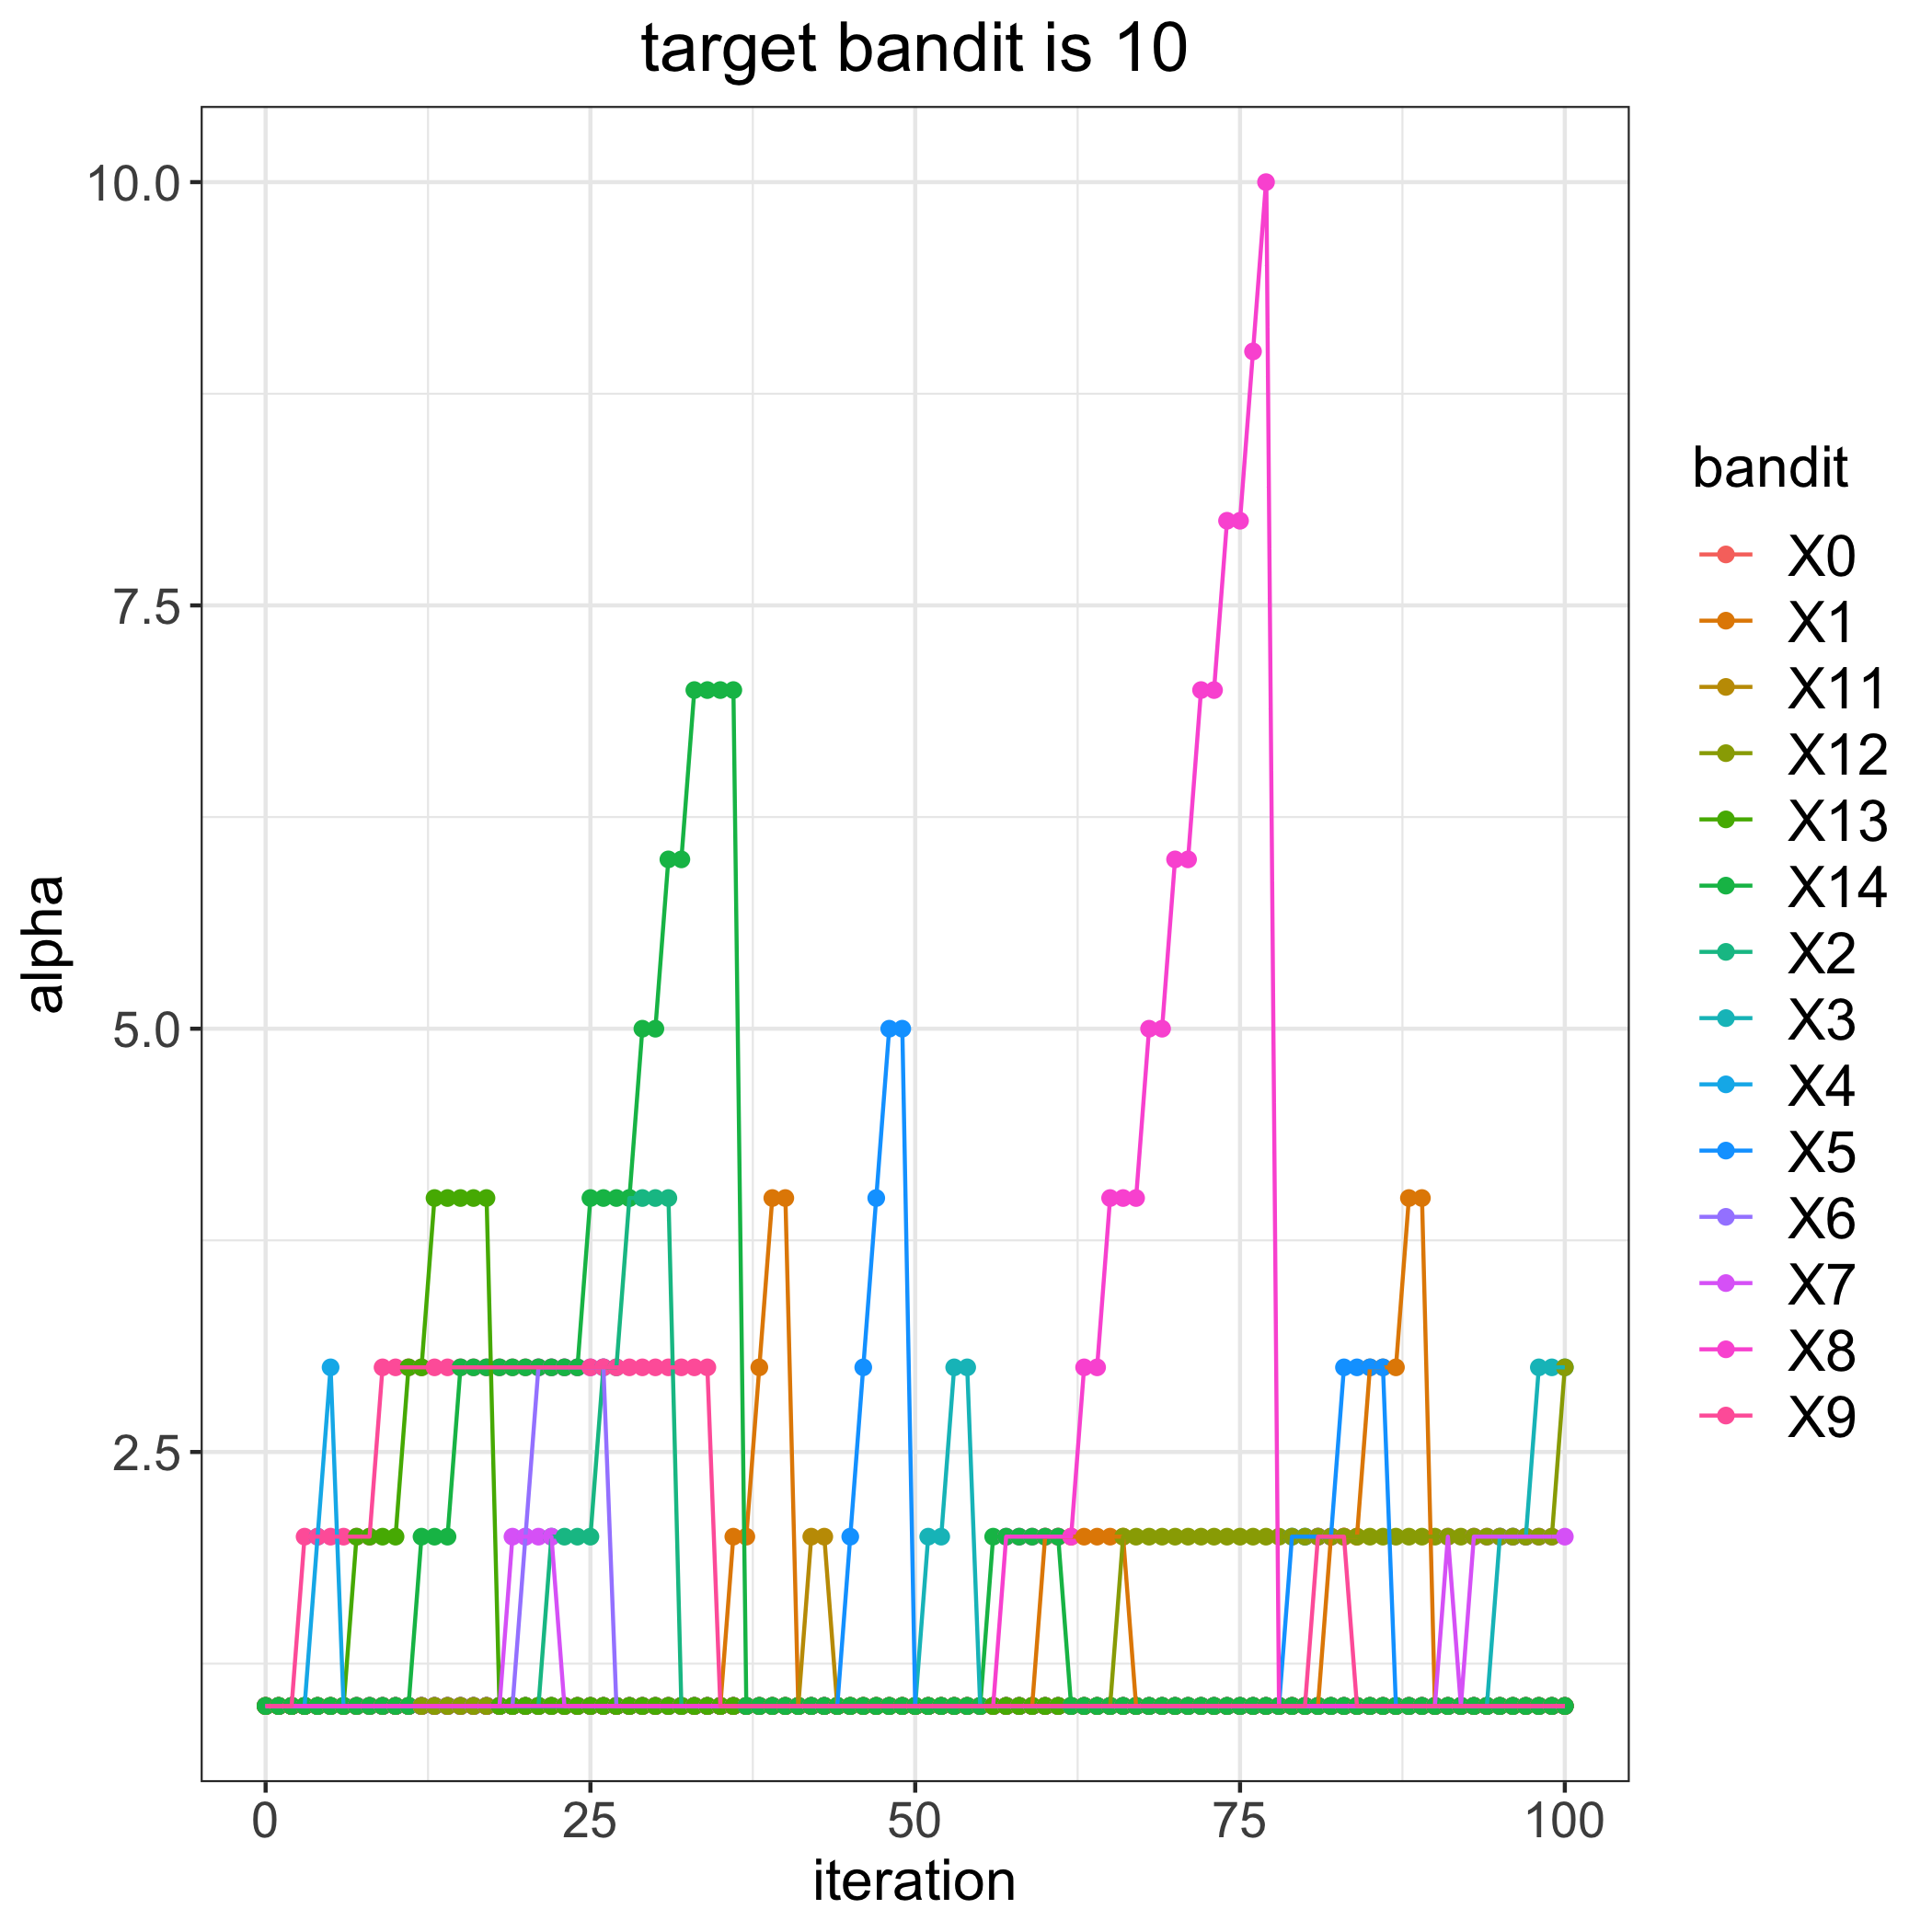 target bandit is 10
10.0
7.5
5.0
2.5
alpha
0 25 50 75 100
iteration
bandit
X0
X1
X11
X12
X13
X14
X2
X3
X4
X5
X6
X7
X8
X9